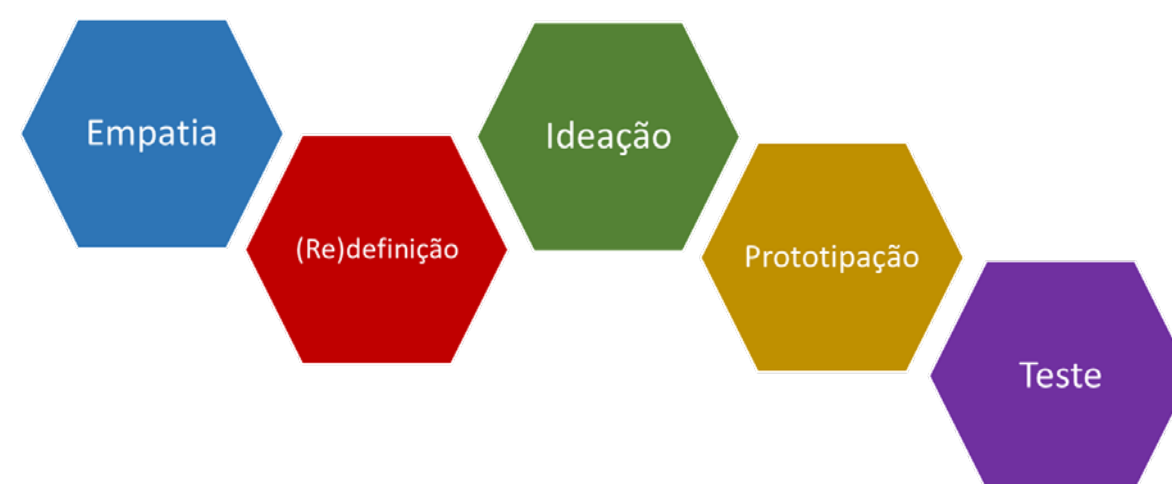 Empatia
(Re)definição
Ideação
Prototipação
Teste